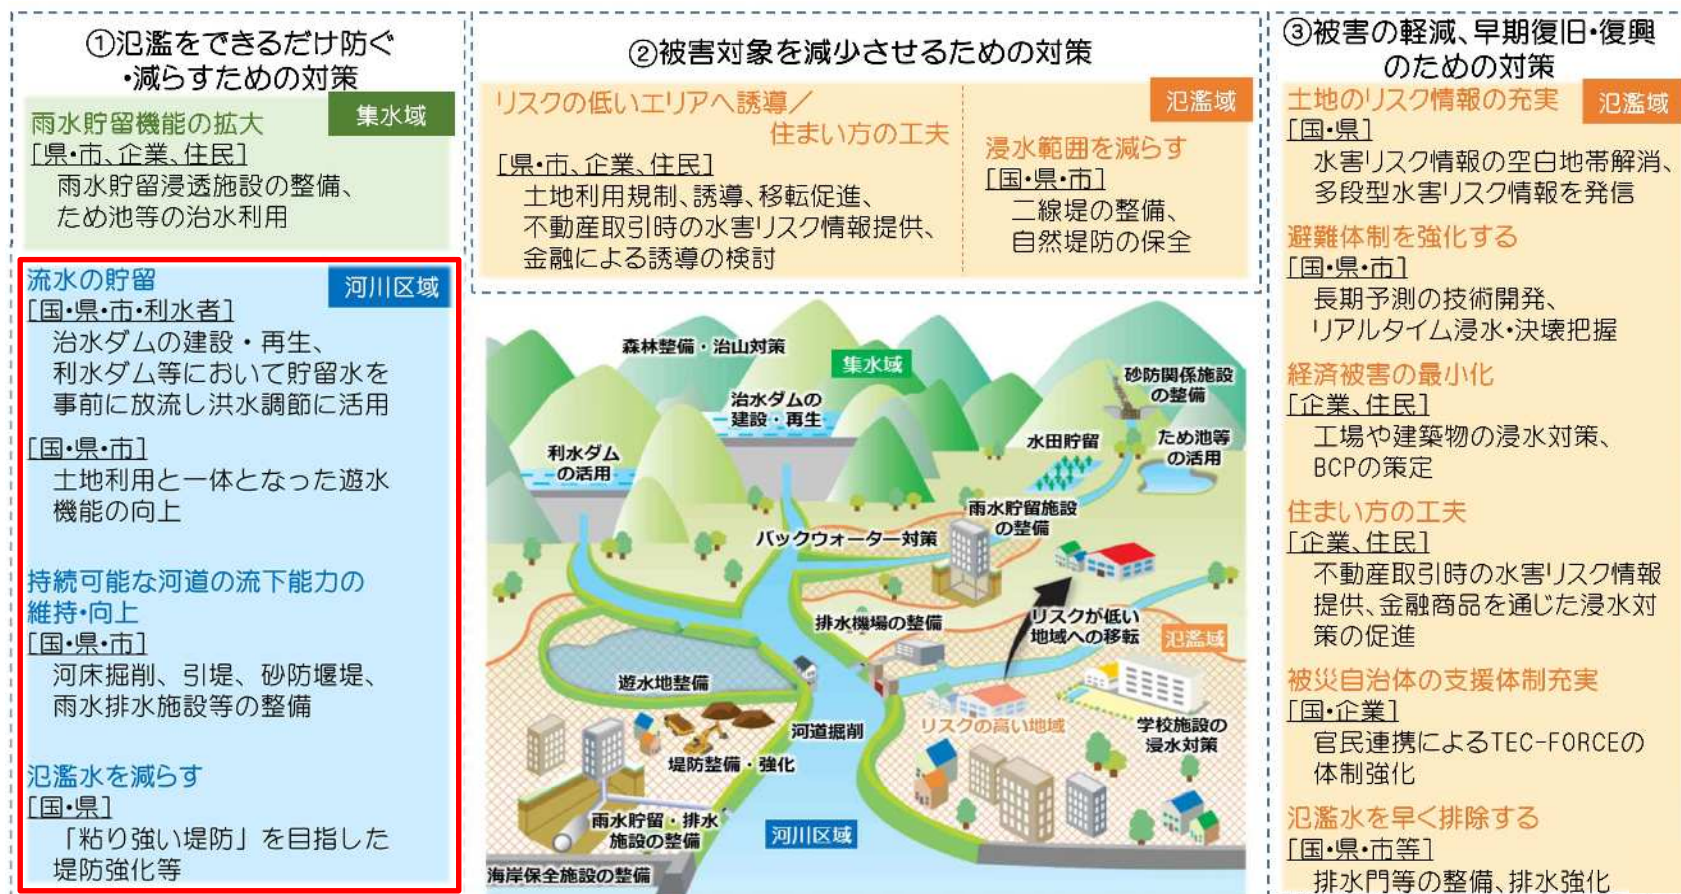 ①氾濫をできるだけ防ぐ
・減らすための対策
集水域
雨水貯留機能の拡大
[県・市、企業、住民]
雨水貯留浸透施設の整備、
ため池等の治水利用
河川区域
流水の貯留
[国・県・市・利水者]
治水ダムの建設・再生、
利水ダム等において貯留水を
事前に放流し洪水調節に活用
[国・県・市]
土地利用と一体となった遊水
機能の向上
持続可能な河道の流下能力の
維持・向上
[国・県・市]
河床掘削、引堤、砂防堰堤、
雨水排水施設等の整備
氾濫水を減らす
[国・県]
「粘り強い堤防」を目指した
堤防強化等
②被害対象を減少させるための対策
リスクの低いエリアへ誘導／
住まい方の工夫
[県・市、企業、住民]
土地利用規制、誘導、移転促進、
不動産取引時の水害リスク情報提供、
金融による誘導の検討
氾濫域
浸水範囲を減らす
[国・県・市]
二線堤の整備、
自然堤防の保全
森林整備・治山対策
集水域
砂防関係施設
の整備
治水ダムの
建設・再生
水田貯留
ため池等
の活用
利水ダム
の活用
雨水貯留施設
の整備
バックウォーター対策
排水機場の整備
リスクが低い
地域への移転
氾濫域
遊水地整備
リスクの高い地域
学校施設の
浸水対策
河道掘削
堤防整備・強化
雨水貯留・排水
施設の整備
河川区域
海岸保全施設の整備
③被害の軽減、早期復旧・復興
のための対策
土地のリスク情報の充実
氾濫域
[国・県]
水害リスク情報の空白地帯解消、
多段型水害リスク情報を発信
避難体制を強化する
[国・県・市]
長期予測の技術開発、
リアルタイム浸水・決壊把握
経済被害の最小化
[企業、住民]
工場や建築物の浸水対策、
BCPの策定
住まい方の工夫
[企業、住民]
不動産取引時の水害リスク情報
提供、金融商品を通じた浸水対
策の促進
被災自治体の支援体制充実
[国・企業]
官民連携によるTEC-FORCEの
体制強化
氾濫水を早く排除する
[国・県・市等]
排水門等の整備、排水強化